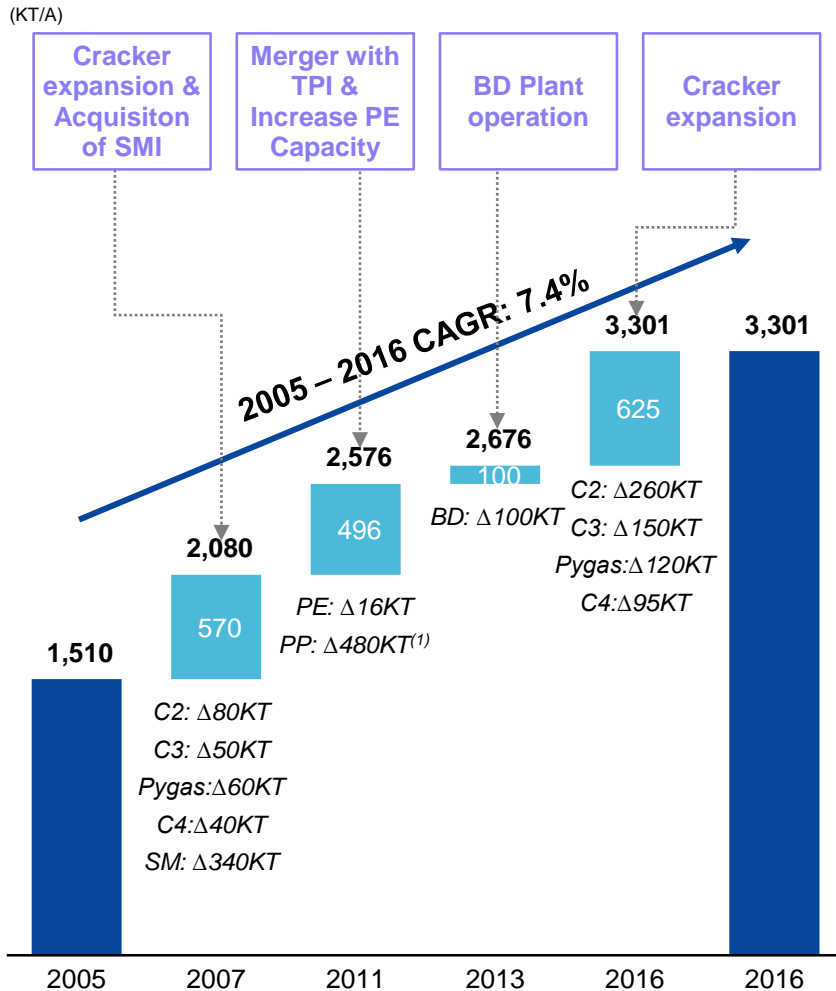 (KT/A)
Cracker
expansion &
Acquisiton
of SMI
Merger with
TPI &
Increase PE
Capacity
BD Plant
operation
Cracker
expansion
2005 – 2016 CAGR: 7.4%
1,510
2,080
570
C2: Δ80KT
C3: Δ50KT
Pygas:Δ60KT
C4:Δ40KT
SM: Δ340KT
2,576
496
PE: Δ16KT
PP: Δ480KT(1)
2,676
100
BD: Δ100KT
3,301
625
C2: Δ260KT
C3: Δ150KT
Pygas:Δ120KT
C4:Δ95KT
3,301
2005
2007
2011
2013
2016
2016